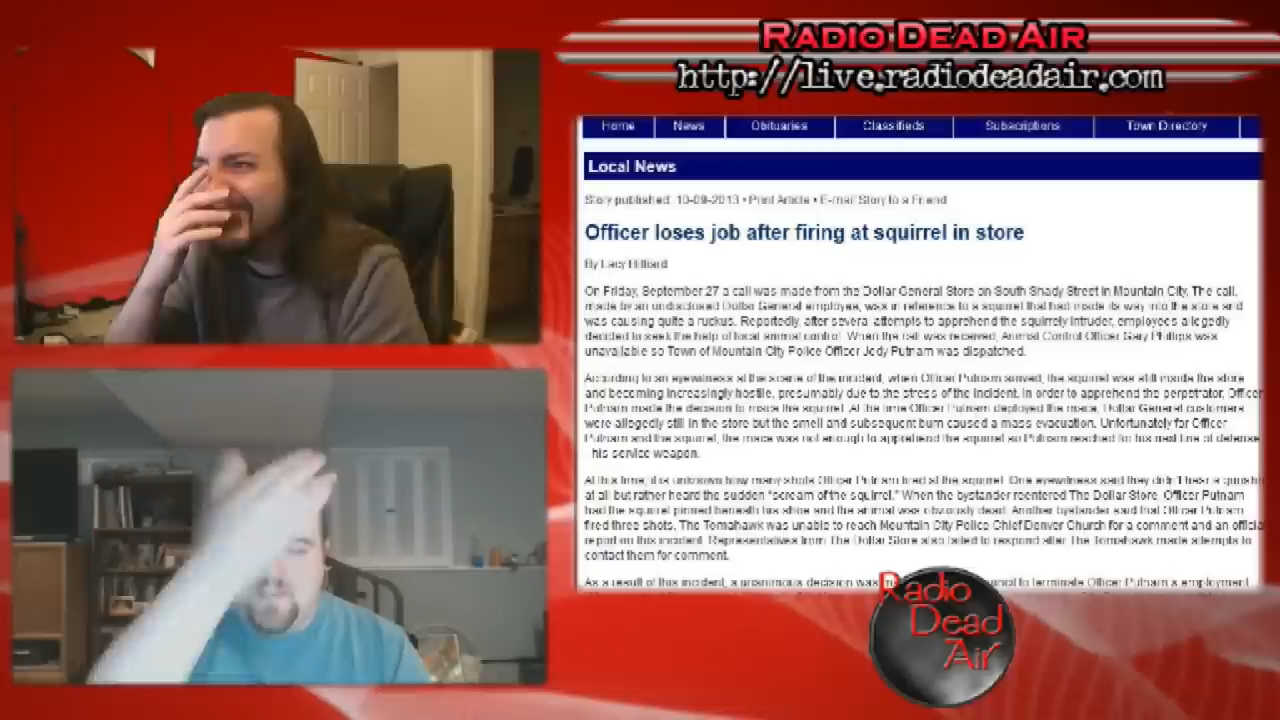 Radio Dead Air
http://live.radiodeadair.com
Home News Obituaries Classifieds Subscriptions Town Directory
Local News
Story published: 10-09-2013 • Print Article • E-mail Story to a Friend
Officer loses job after firing at squirrel in store
By Lacy Hilliard
On Friday, September 27 a call was made from the Dollar General Store on South Shady Street in Mountain City. The call,
made by an undisclosed Dollar General employee, was in reference to a squirrel that had made its way into the store and
was causing quite a ruckus. Reportedly, after several attempts to apprehend the squirrely intruder, employees allegedly
decided to seek the help of local animal control. When the call was received, Animal Control Officer Gary Phillips was
unavailable so Town of Mountain City Police Officer Jody Putnam was dispatched.
According to an eyewitness at the scene of the incident, when Officer Putnam arrived, the squirrel was still inside the store
and becoming increasingly hostile, presumably due to the stress of the incident. In order to apprehend the perpetrator, Officer
Putnam made the decision to mace the squirrel. At the time Officer Putnam deployed the mace, Dollar General customers
were allegedly still in the store but the smell and subsequent burn caused a mass evacuation. Unfortunately for Officer
Putnam and the squirrel, the mace was not enough to apprehend the squirrel so Putnam reached for his next line of defense
his service weapon.
At this time, it is unknown how many shots Officer Putnam fired at the squirrel. One eyewitness said they didn't hear a gunshot
at all but rather heard the sudden "scream of the squirrel." When the bystander reentered The Dollar Store, Officer Putnam
had the squirrel pinned beneath his shoe and the animal was obviously dead. Another bystander said that Officer Putnam
fired three shots. The Tomahawk was unable to reach Mountain City Police Chief Denver Church for a comment and an official
report on this incident. Representatives from The Dollar Store also failed to respond after The Tomahawk made attempts to
contact them for comment.
As a result of this incident, a unanimous decision was to terminate Officer Putnam's employment
Radio
Dead
Air